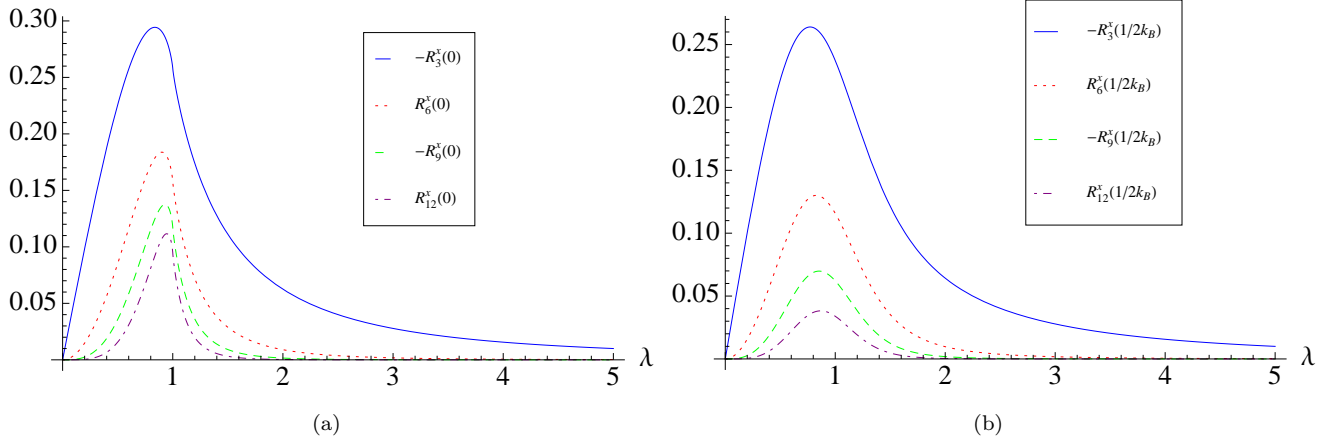 0.30
0.25
0.20
0.15
0.10
0.05
1 2 3 4 5 λ
−R₃ˣ(0)
R₆ˣ(0)
−R₉ˣ(0)
R₁₂ˣ(0)
(a)
0.25
0.20
0.15
0.10
0.05
1 2 3 4 5 λ
−R₃ˣ(1/2k_B)
R₆ˣ(1/2k_B)
−R₉ˣ(1/2k_B)
R₁₂ˣ(1/2k_B)
(b)